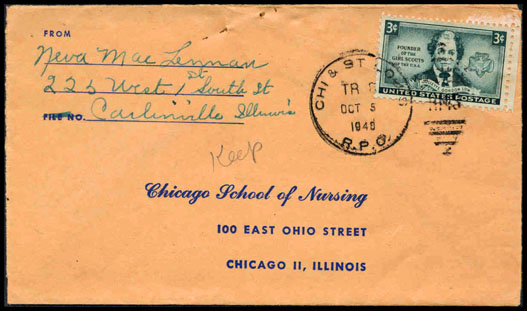 FROM
Neva Mac Lennan
225 West 1st South St
Carlinville Illinois
FILE NO.
Keep
3¢ 3¢
FOUNDER OF THE
GIRL SCOUTS
OF THE U.S.A.
UNITED STATES POSTAGE
CHI & ST
TR
OCT 5
1948
R.P.O.
Chicago School of Nursing
100 EAST OHIO STREET
CHICAGO 11, ILLINOIS